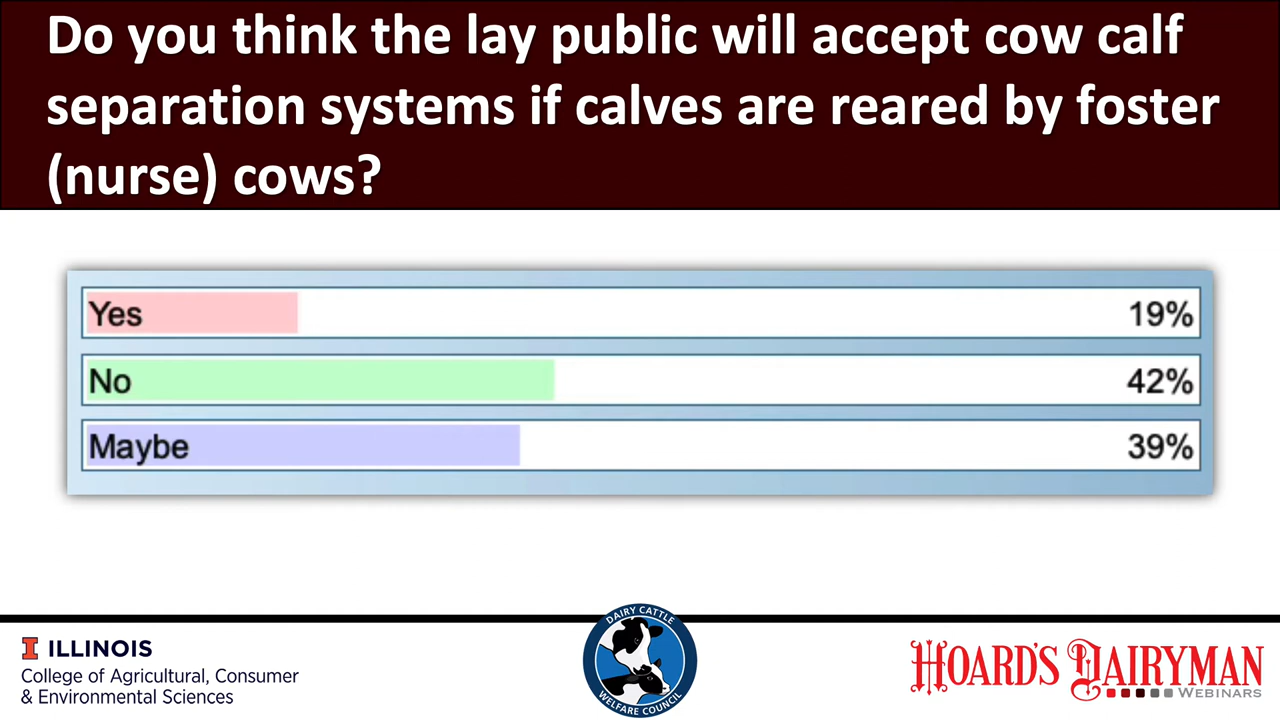 Do you think the lay public will accept cow calf
separation systems if calves are reared by foster
(nurse) cows?
Yes 19%
No 42%
Maybe 39%
I ILLINOIS
College of Agricultural, Consumer
& Environmental Sciences
DAIRY CATTLE
WELFARE COUNCIL
HOARD'S DAIRYMAN
WEBINARS